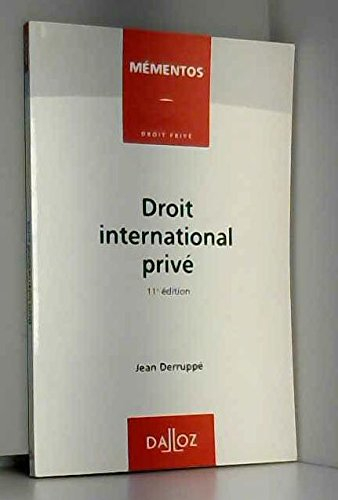 MÉMENTOS
DROIT PRIVÉ
Droit
international
privé
11e édition
Jean Derruppé
DALLOZ